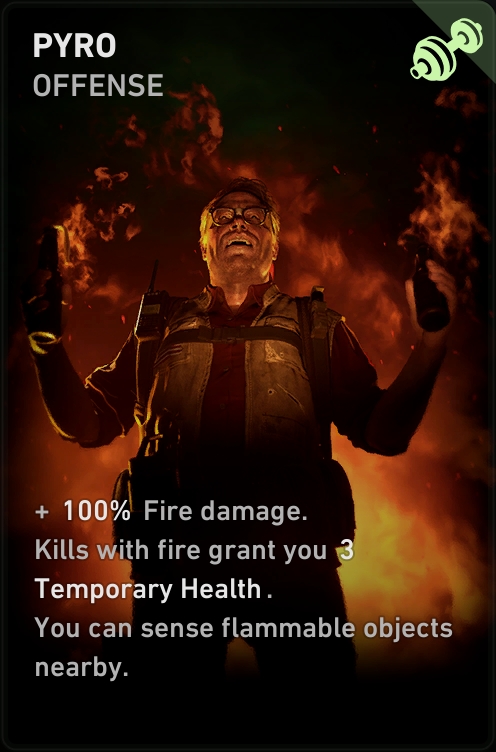 PYRO
OFFENSE
+ 100% Fire damage.
Kills with fire grant you 3
Temporary Health.
You can sense flammable objects
nearby.